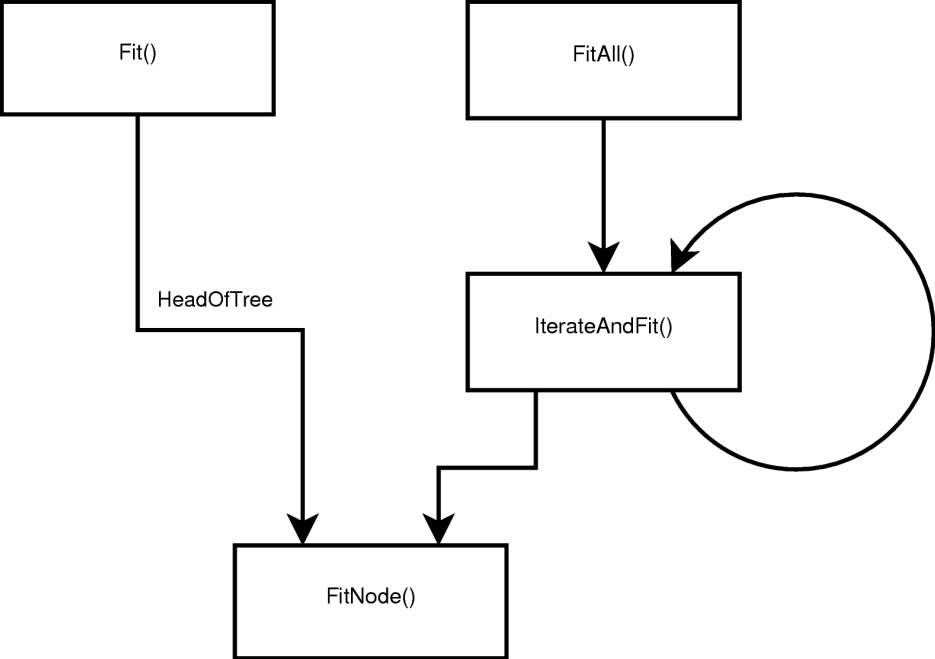 Fit()
FitAll()
HeadOfTree
IterateAndFit()
FitNode()